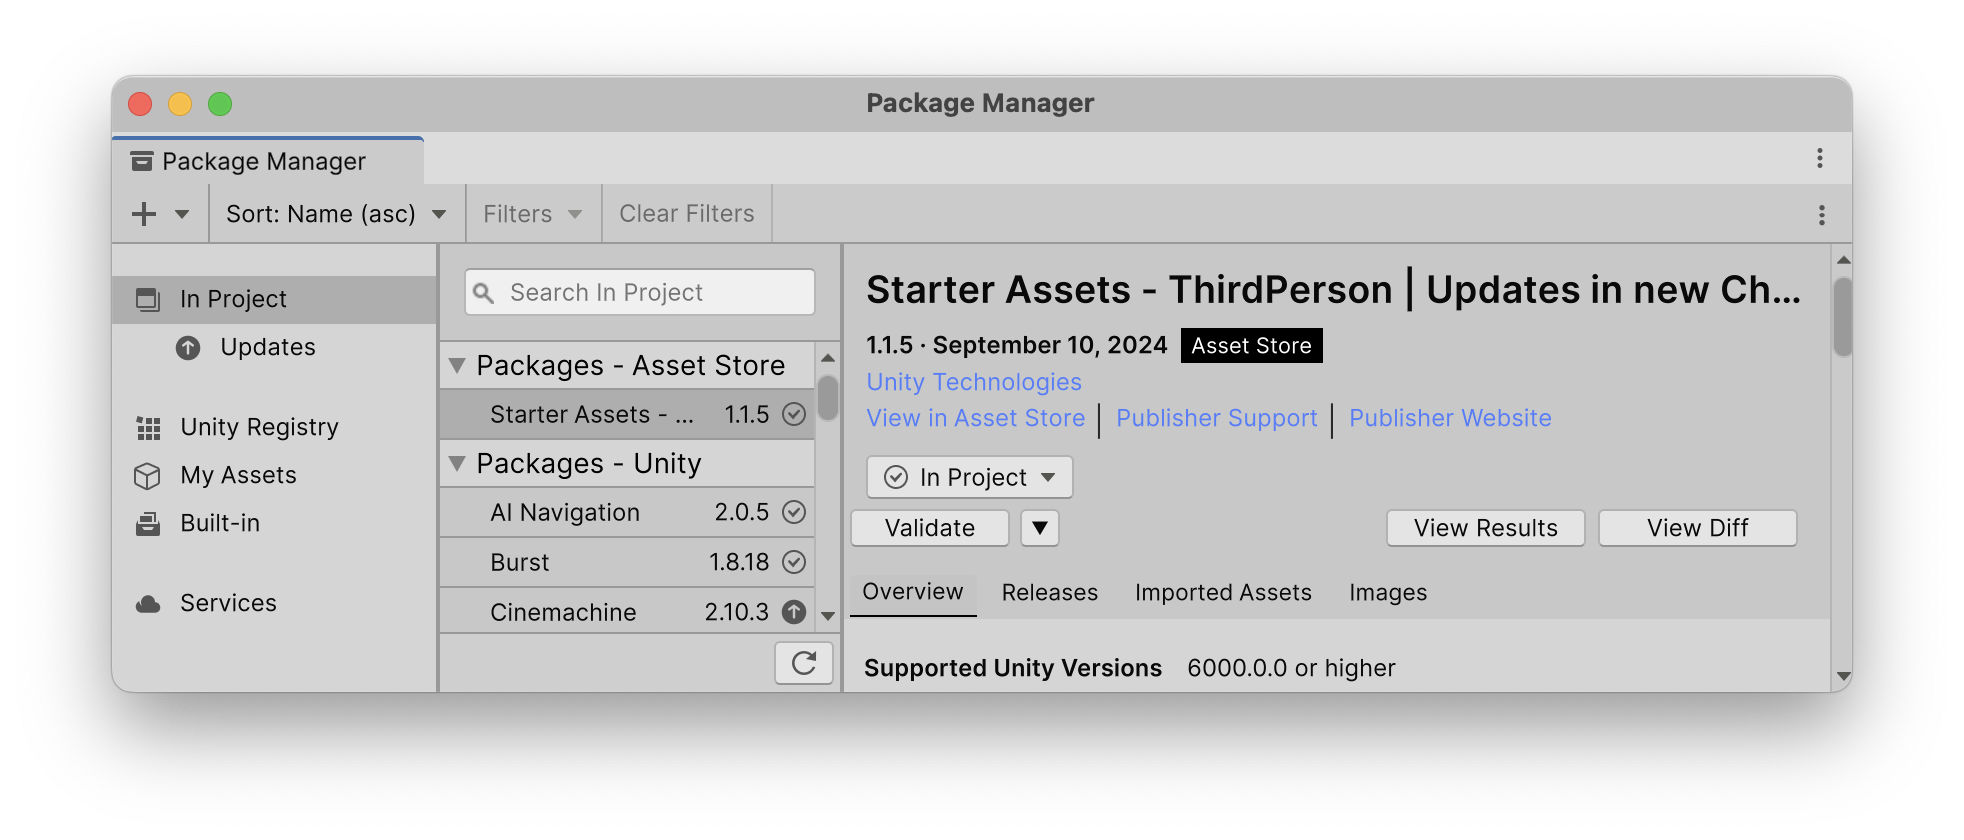 Package Manager
Package Manager
Sort: Name (asc)
Filters
Clear Filters
In Project
Updates
Unity Registry
My Assets
Built-in
Services
Search In Project
Packages - Asset Store
Starter Assets - ... 1.1.5
Packages - Unity
AI Navigation 2.0.5
Burst 1.8.18
Cinemachine 2.10.3
Starter Assets - ThirdPerson | Updates in new Ch...
1.1.5 · September 10, 2024 Asset Store
Unity Technologies
View in Asset Store | Publisher Support | Publisher Website
In Project
Validate
View Results
View Diff
Overview Releases Imported Assets Images
Supported Unity Versions 6000.0.0 or higher